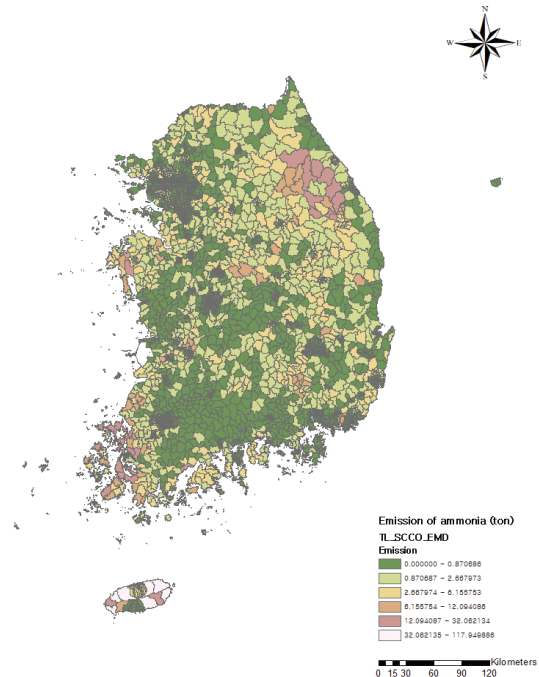 N
W E
S
Emission of ammonia (ton)
TL_SCCO_EMD
Emission
0.000000 - 0.870686
0.870687 - 2.667973
2.667974 - 6.155753
6.155754 - 12.094086
12.094087 - 32.062134
32.062135 - 117.949886
Kilometers
0 15 30 60 90 120